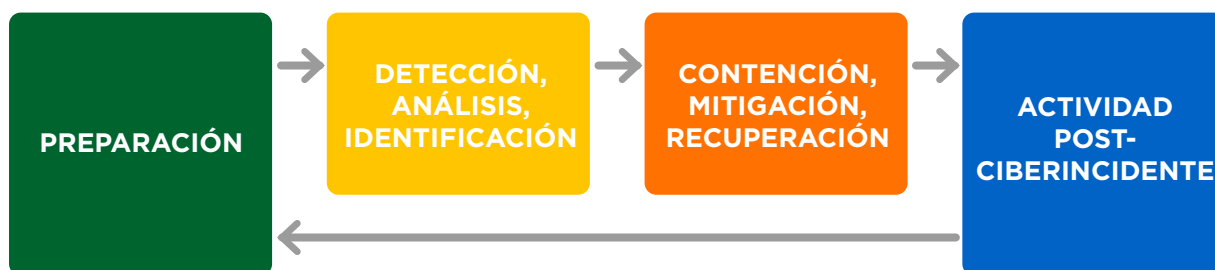 PREPARACIÓN
DETECCIÓN,
ANÁLISIS,
IDENTIFICACIÓN
CONTENCIÓN,
MITIGACIÓN,
RECUPERACIÓN
ACTIVIDAD
POST-
CIBERINCIDENTE